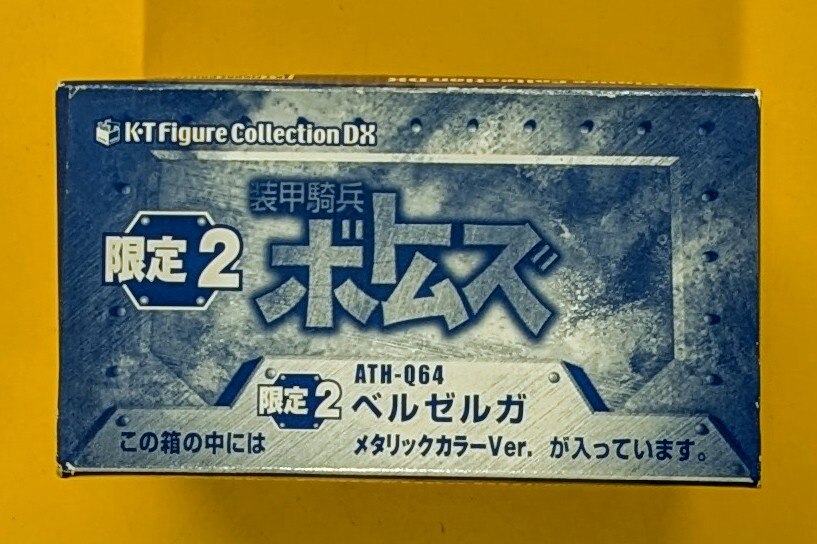 K・T Figure Collection DX
装甲騎兵
ボトムズ
限定2
ATH-Q64
限定2 ベルゼルガ
この箱の中には メタリックカラーVer. が入っています。